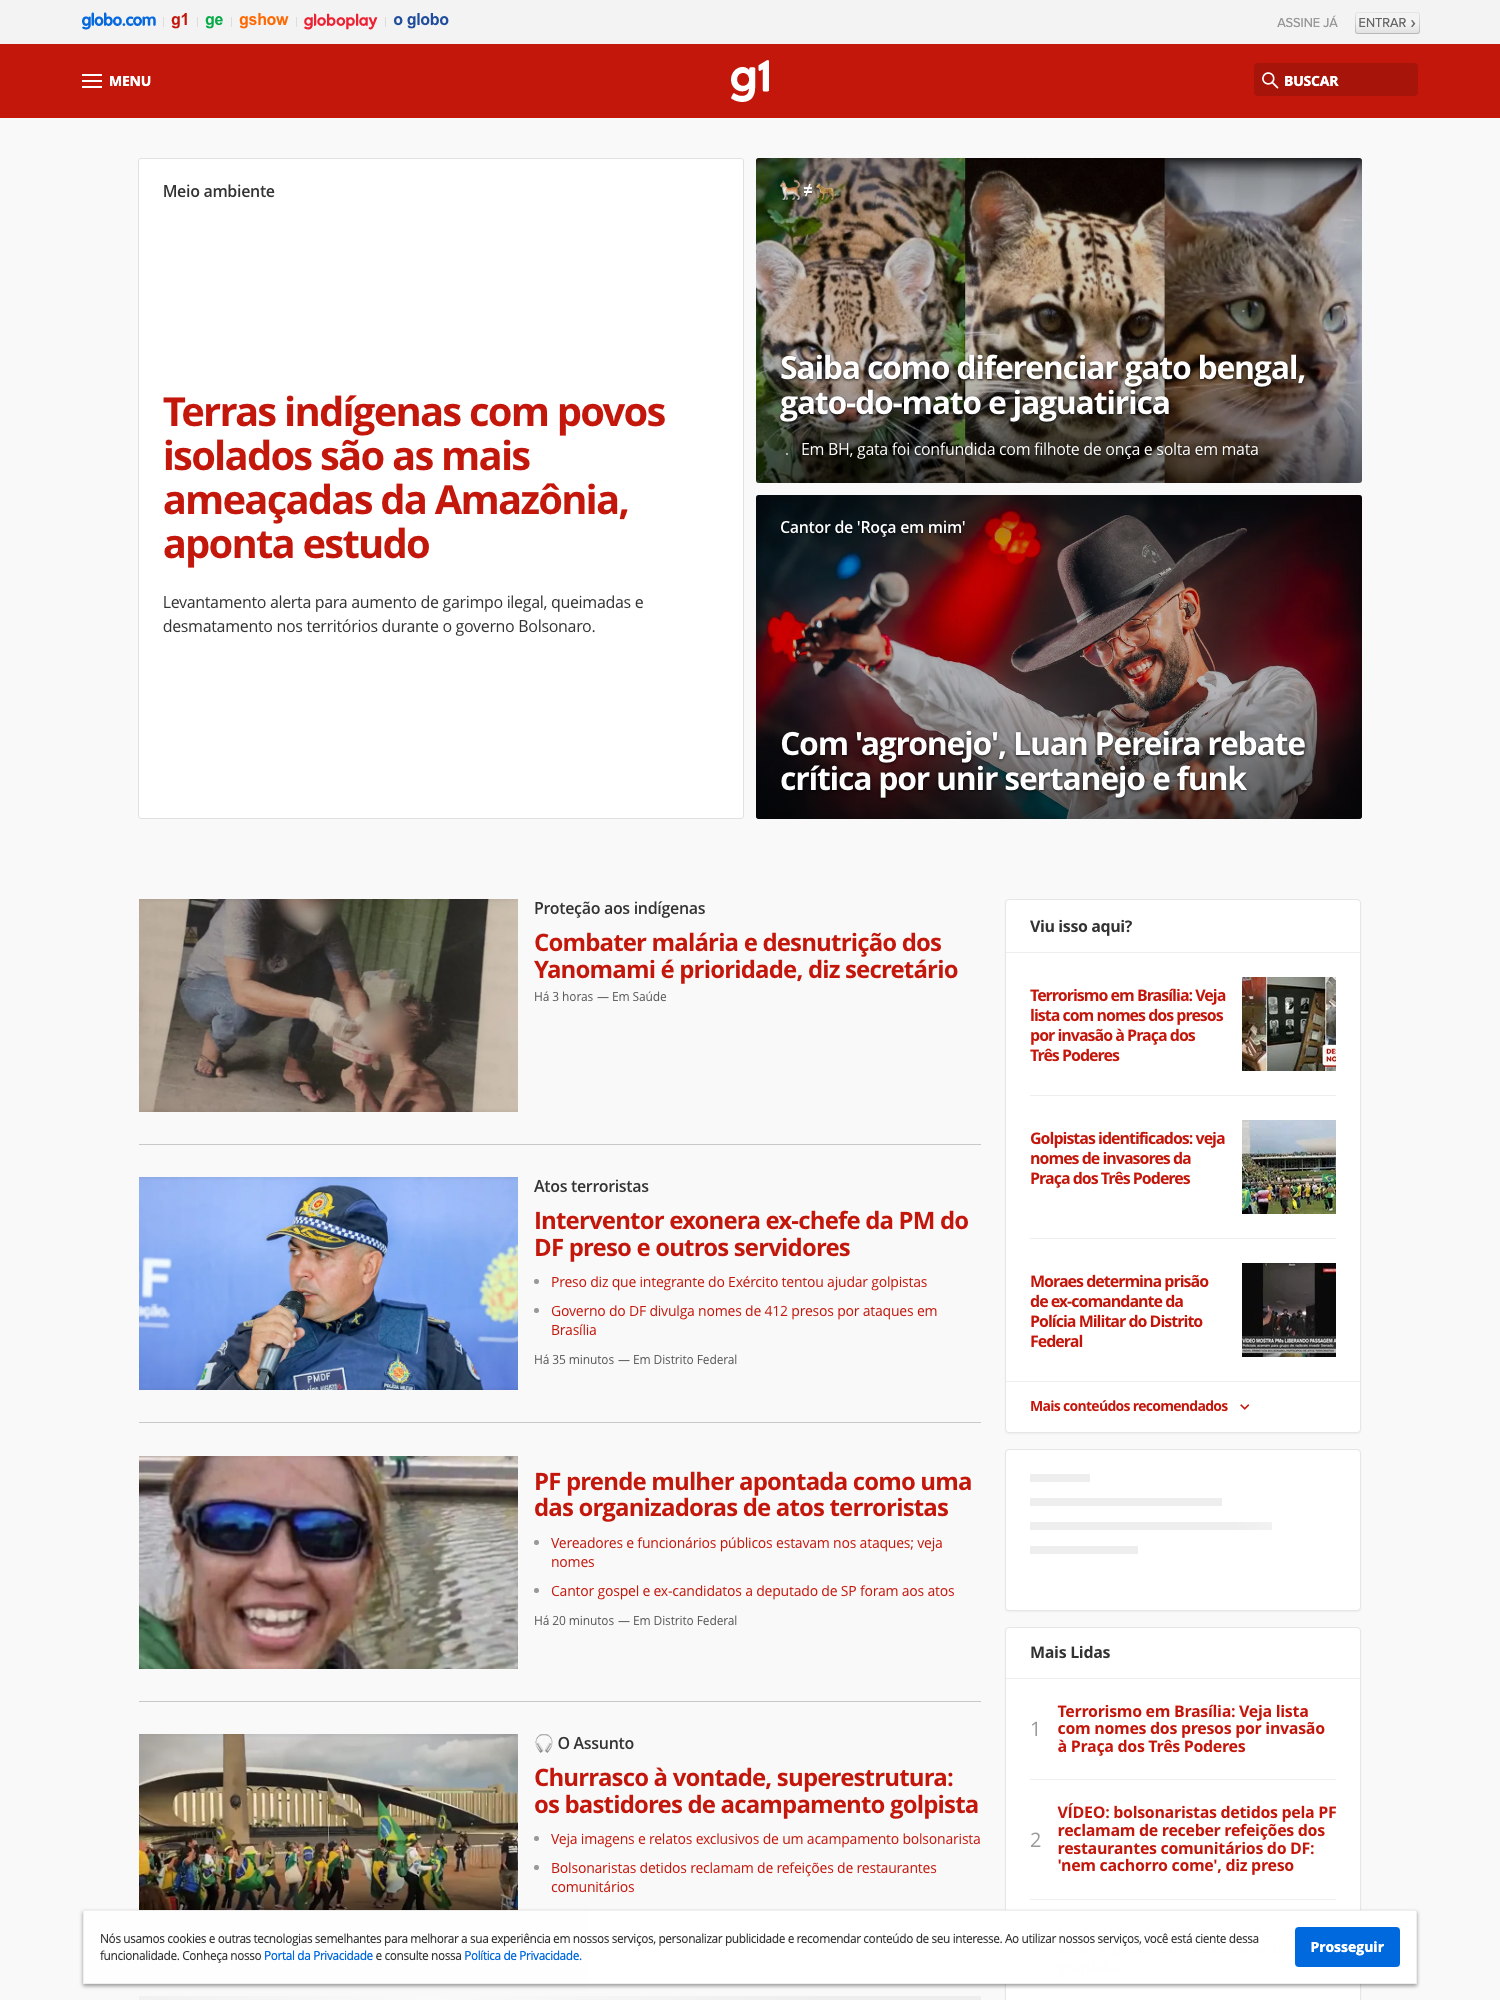 globo.com g1 ge gshow globoplay o globo
ASSINE JÁ ENTRAR ›
MENU
g1
BUSCAR
Meio ambiente
Terras indígenas com povos
isolados são as mais
ameaçadas da Amazônia,
aponta estudo
Levantamento alerta para aumento de garimpo ilegal, queimadas e
desmatamento nos territórios durante o governo Bolsonaro.
≠
Saiba como diferenciar gato bengal,
gato-do-mato e jaguatirica
. Em BH, gata foi confundida com filhote de onça e solta em mata
Cantor de 'Roça em mim'
Com 'agronejo', Luan Pereira rebate
crítica por unir sertanejo e funk
Proteção aos indígenas
Combater malária e desnutrição dos
Yanomami é prioridade, diz secretário
Há 3 horas — Em Saúde
Atos terroristas
Interventor exonera ex-chefe da PM do
DF preso e outros servidores
Preso diz que integrante do Exército tentou ajudar golpistas
Governo do DF divulga nomes de 412 presos por ataques em
Brasília
Há 35 minutos — Em Distrito Federal
F
PMDF
PF prende mulher apontada como uma
das organizadoras de atos terroristas
Vereadores e funcionários públicos estavam nos ataques; veja
nomes
Cantor gospel e ex-candidatos a deputado de SP foram aos atos
Há 20 minutos — Em Distrito Federal
O Assunto
Churrasco à vontade, superestrutura:
os bastidores de acampamento golpista
Veja imagens e relatos exclusivos de um acampamento bolsonarista
Bolsonaristas detidos reclamam de refeições de restaurantes
comunitários
Viu isso aqui?
Terrorismo em Brasília: Veja
lista com nomes dos presos
por invasão à Praça dos
Três Poderes
DE
NO
Golpistas identificados: veja
nomes de invasores da
Praça dos Três Poderes
Moraes determina prisão
de ex-comandante da
Polícia Militar do Distrito
Federal
VÍDEO MOSTRA PMs LIBERANDO PASSAGEM A
Mais conteúdos recomendados
Mais Lidas
1
Terrorismo em Brasília: Veja lista
com nomes dos presos por invasão
à Praça dos Três Poderes
2
VÍDEO: bolsonaristas detidos pela PF
reclamam de receber refeições dos
restaurantes comunitários do DF:
'nem cachorro come', diz preso
Nós usamos cookies e outras tecnologias semelhantes para melhorar a sua experiência em nossos serviços, personalizar publicidade e recomendar conteúdo de seu interesse. Ao utilizar nossos serviços, você está ciente dessa
funcionalidade. Conheça nosso Portal da Privacidade e consulte nossa Política de Privacidade.
Prosseguir